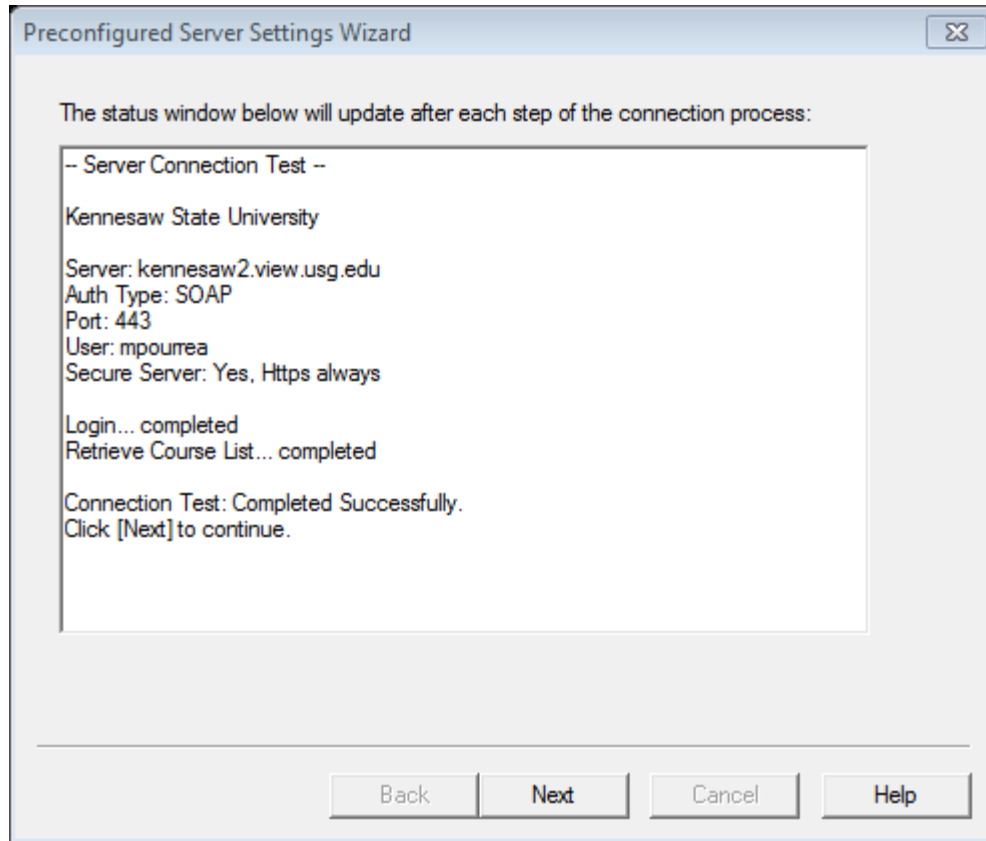 Preconfigured Server Settings Wizard
The status window below will update after each step of the connection process:
-- Server Connection Test --
Kennesaw State University
Server: kennesaw2.view.usg.edu
Auth Type: SOAP
Port: 443
User: mpourrea
Secure Server: Yes, Https always
Login... completed
Retrieve Course List... completed
Connection Test: Completed Successfully.
Click [Next] to continue.
Back Next Cancel Help